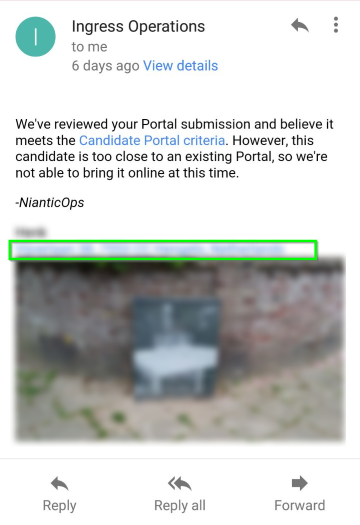 I
Ingress Operations
to me
6 days ago View details
We've reviewed your Portal submission and believe it
meets the Candidate Portal criteria. However, this
candidate is too close to an existing Portal, so we're
not able to bring it online at this time.
-NianticOps
Reply
Reply all
Forward